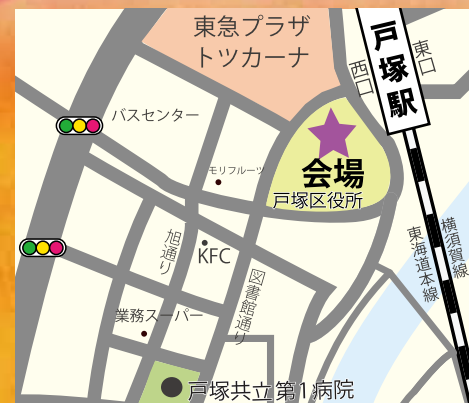 東急プラザ
トツカーナ
戸塚駅
東口
西口
バスセンター
モリフルーツ
会場
戸塚区役所
旭通り
KFC
図書館通り
横須賀線
東海道本線
業務スーパー
戸塚共立第1病院